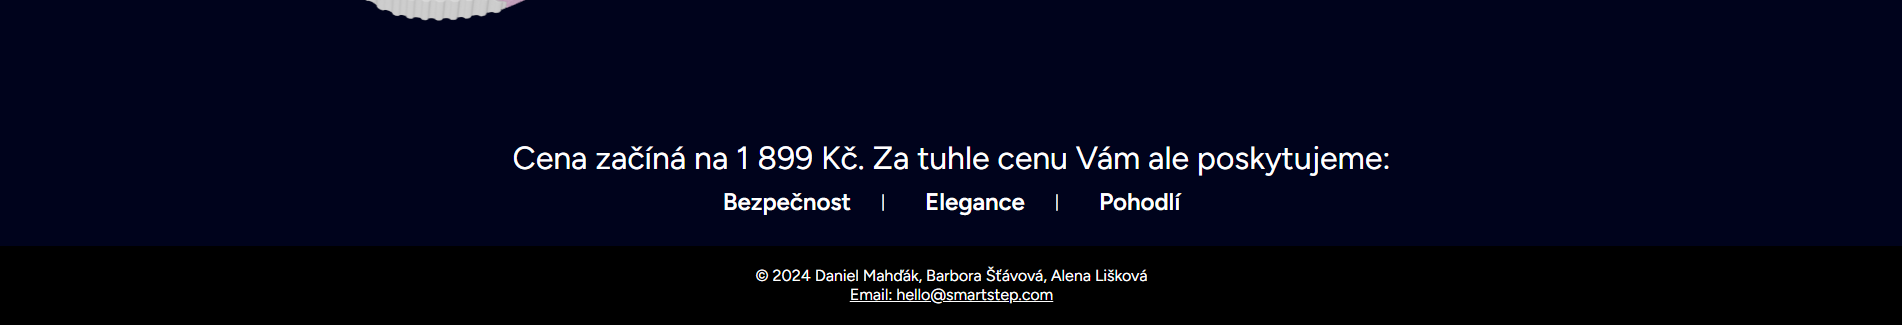 Cena začíná na 1 899 Kč. Za tuhle cenu Vám ale poskytujeme:
Bezpečnost | Elegance | Pohodlí
© 2024 Daniel Mahďák, Barbora Šťávová, Alena Lišková
Email: hello@smartstep.com